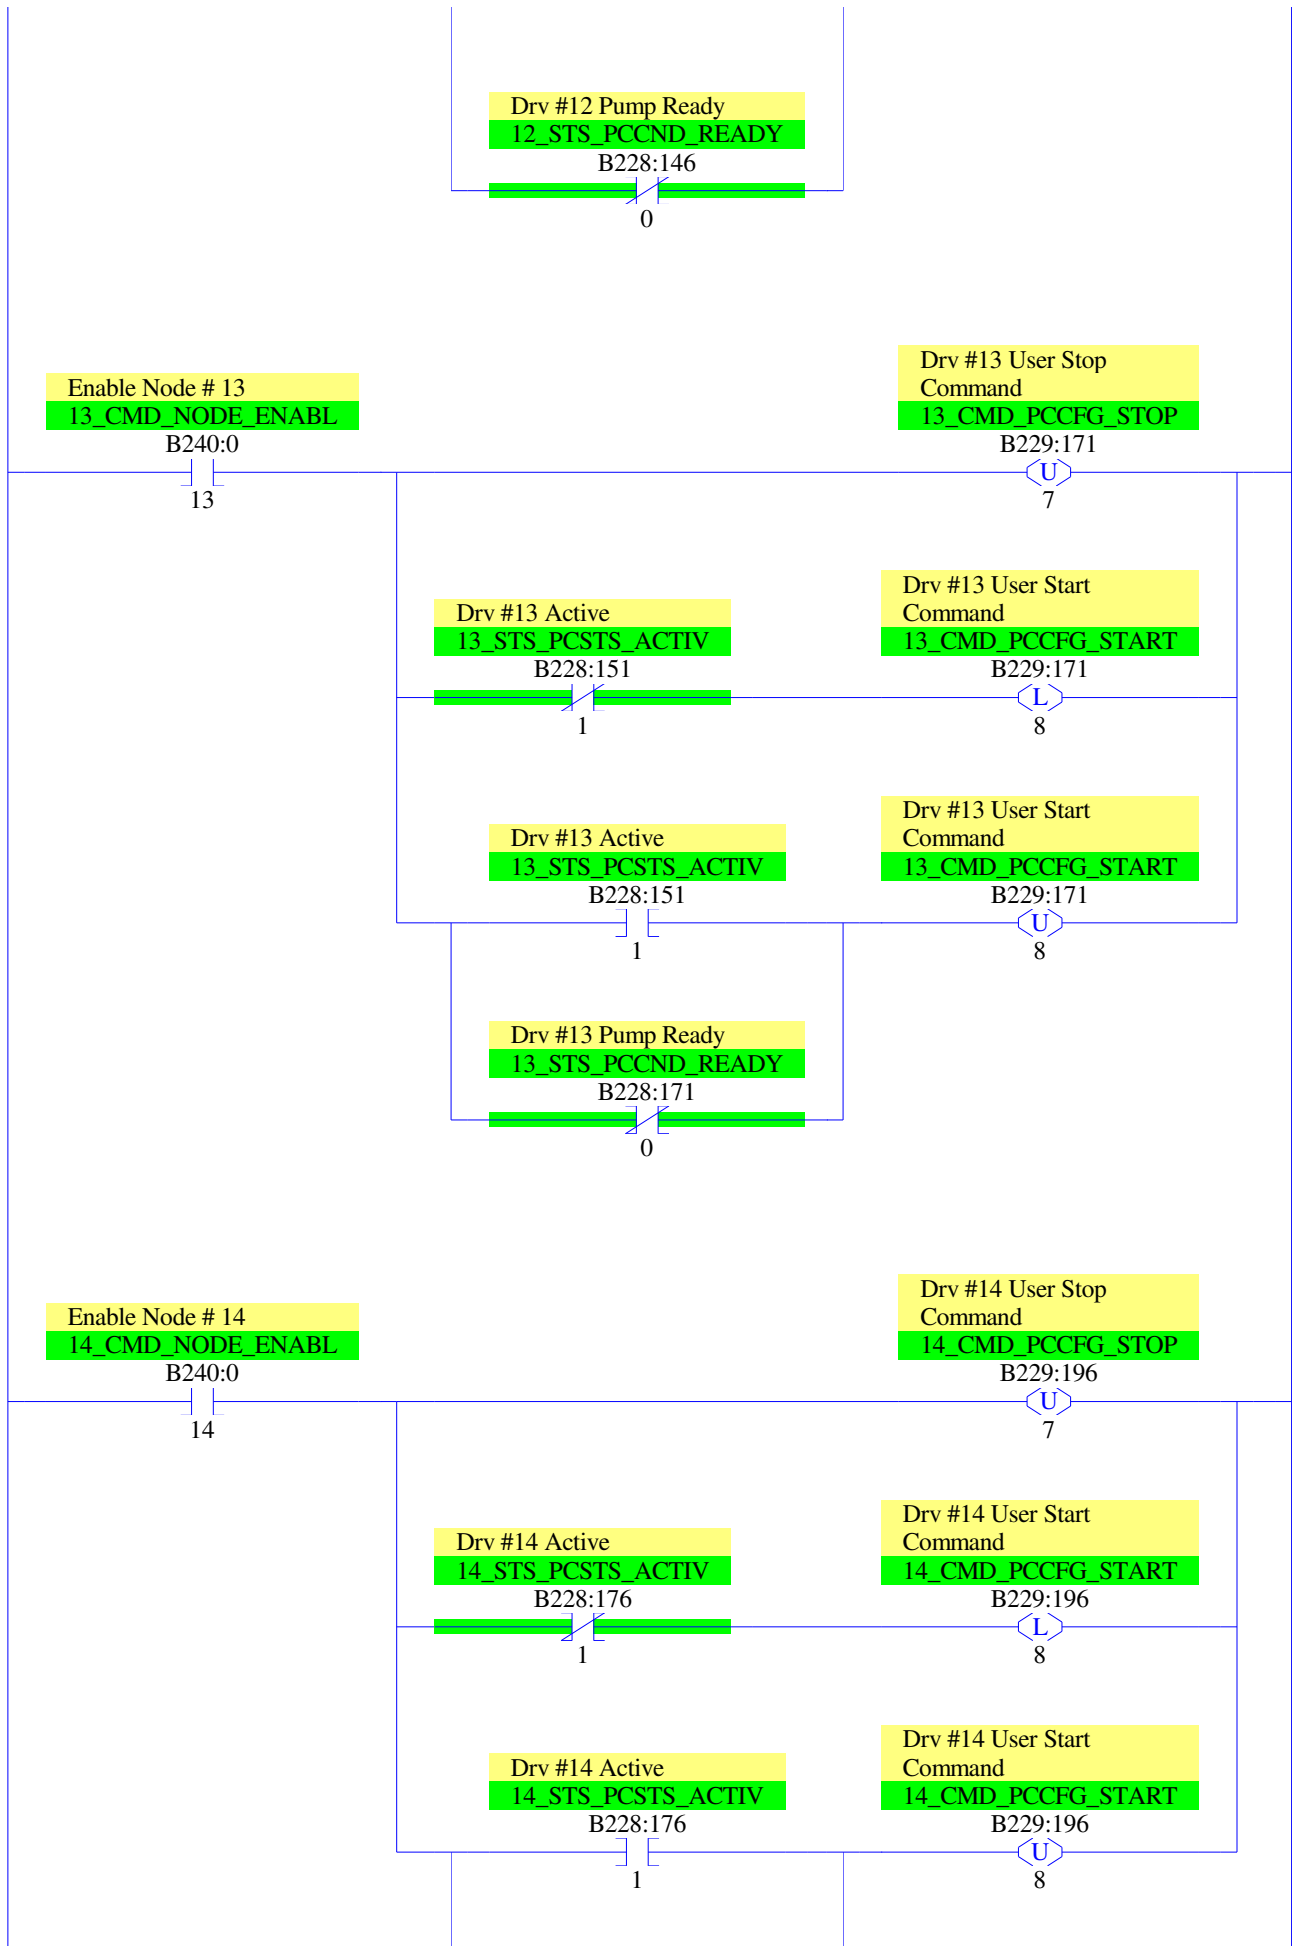 Drv #12 Pump Ready
12_STS_PCCND_READY
B228:146
0
Drv #13 User Stop
Command
13_CMD_PCCFG_STOP
B229:171
U
7
Enable Node # 13
13_CMD_NODE_ENABL
B240:0
13
Drv #13 Active
13_STS_PCSTS_ACTIV
B228:151
1
Drv #13 User Start
Command
13_CMD_PCCFG_START
B229:171
L
8
Drv #13 Active
13_STS_PCSTS_ACTIV
B228:151
1
Drv #13 User Start
Command
13_CMD_PCCFG_START
B229:171
U
8
Drv #13 Pump Ready
13_STS_PCCND_READY
B228:171
0
Drv #14 User Stop
Command
14_CMD_PCCFG_STOP
B229:196
U
7
Enable Node # 14
14_CMD_NODE_ENABL
B240:0
14
Drv #14 Active
14_STS_PCSTS_ACTIV
B228:176
1
Drv #14 User Start
Command
14_CMD_PCCFG_START
B229:196
L
8
Drv #14 Active
14_STS_PCSTS_ACTIV
B228:176
1
Drv #14 User Start
Command
14_CMD_PCCFG_START
B229:196
U
8